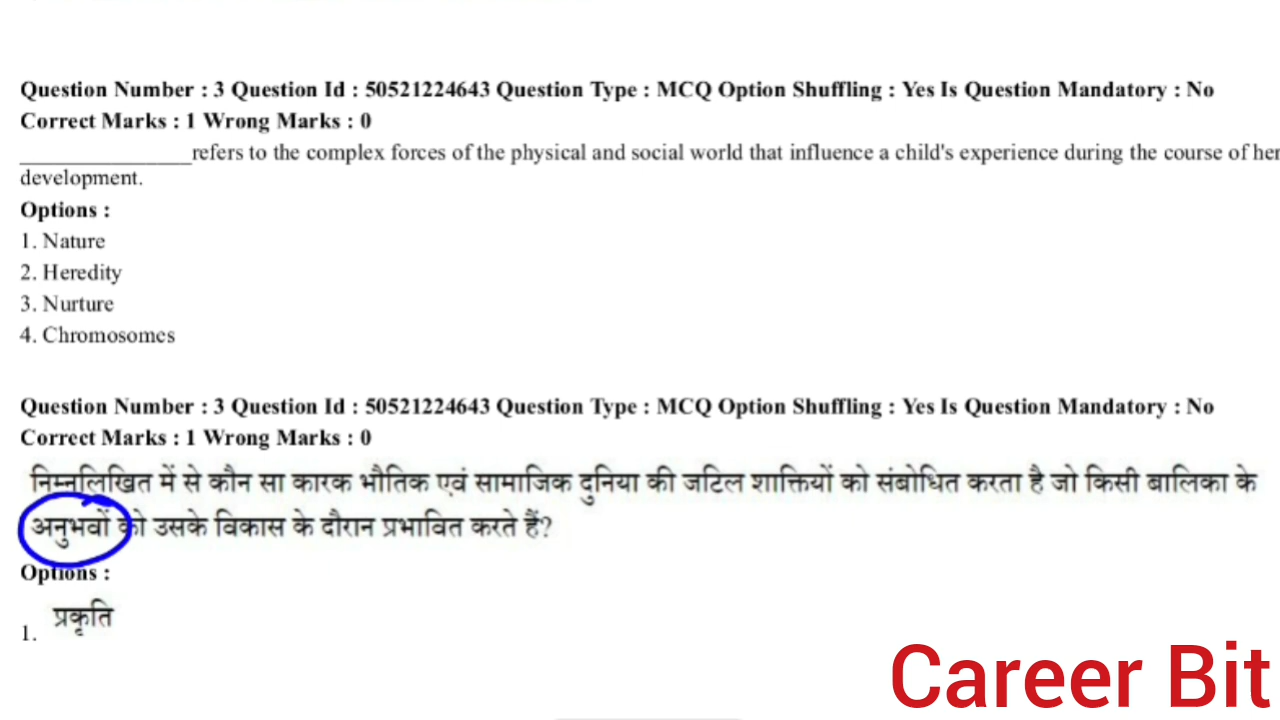 Question Number : 3 Question Id : 50521224643 Question Type : MCQ Option Shuffling : Yes Is Question Mandatory : No
Correct Marks : 1 Wrong Marks : 0
________________refers to the complex forces of the physical and social world that influence a child's experience during the course of her
development.
Options :
1. Nature
2. Heredity
3. Nurture
4. Chromosomes
Question Number : 3 Question Id : 50521224643 Question Type : MCQ Option Shuffling : Yes Is Question Mandatory : No
Correct Marks : 1 Wrong Marks : 0
निम्नलिखित में से कौन सा कारक भौतिक एवं सामाजिक दुनिया की जटिल शाक्तियों को संबोधित करता है जो किसी बालिका के
अनुभवों को उसके विकास के दौरान प्रभावित करते हैं?
Options :
1. प्रकृति
Career Bit